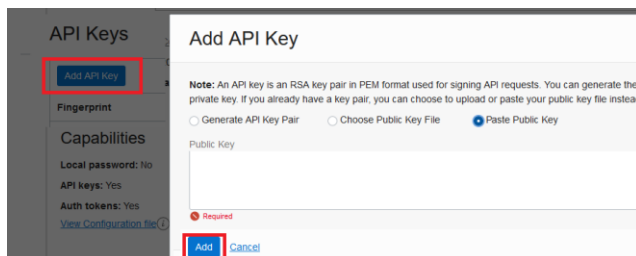 API Keys
Add API Key
Fingerprint
Capabilities
Local password: No
API keys: Yes
Auth tokens: Yes
View Configuration file
Add API Key
Note: An API key is an RSA key pair in PEM format used for signing API requests. You can generate the
private key. If you already have a key pair, you can choose to upload or paste your public key file instea
Generate API Key Pair Choose Public Key File Paste Public Key
Public Key
Required
Add Cancel